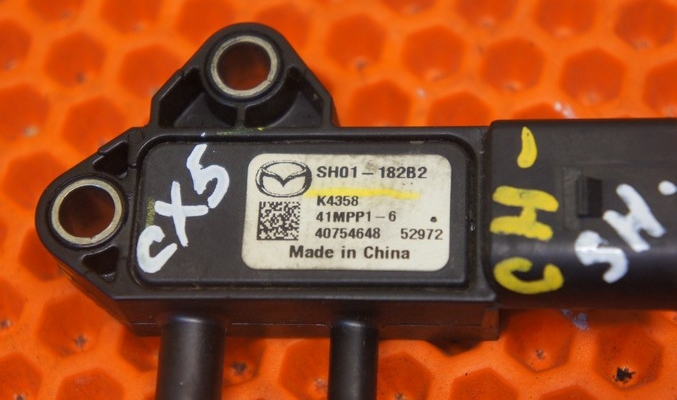 CX5
SH01-182B2
K4358
41MPP1-6
40754648 52972
Made in China
CH-
SH.